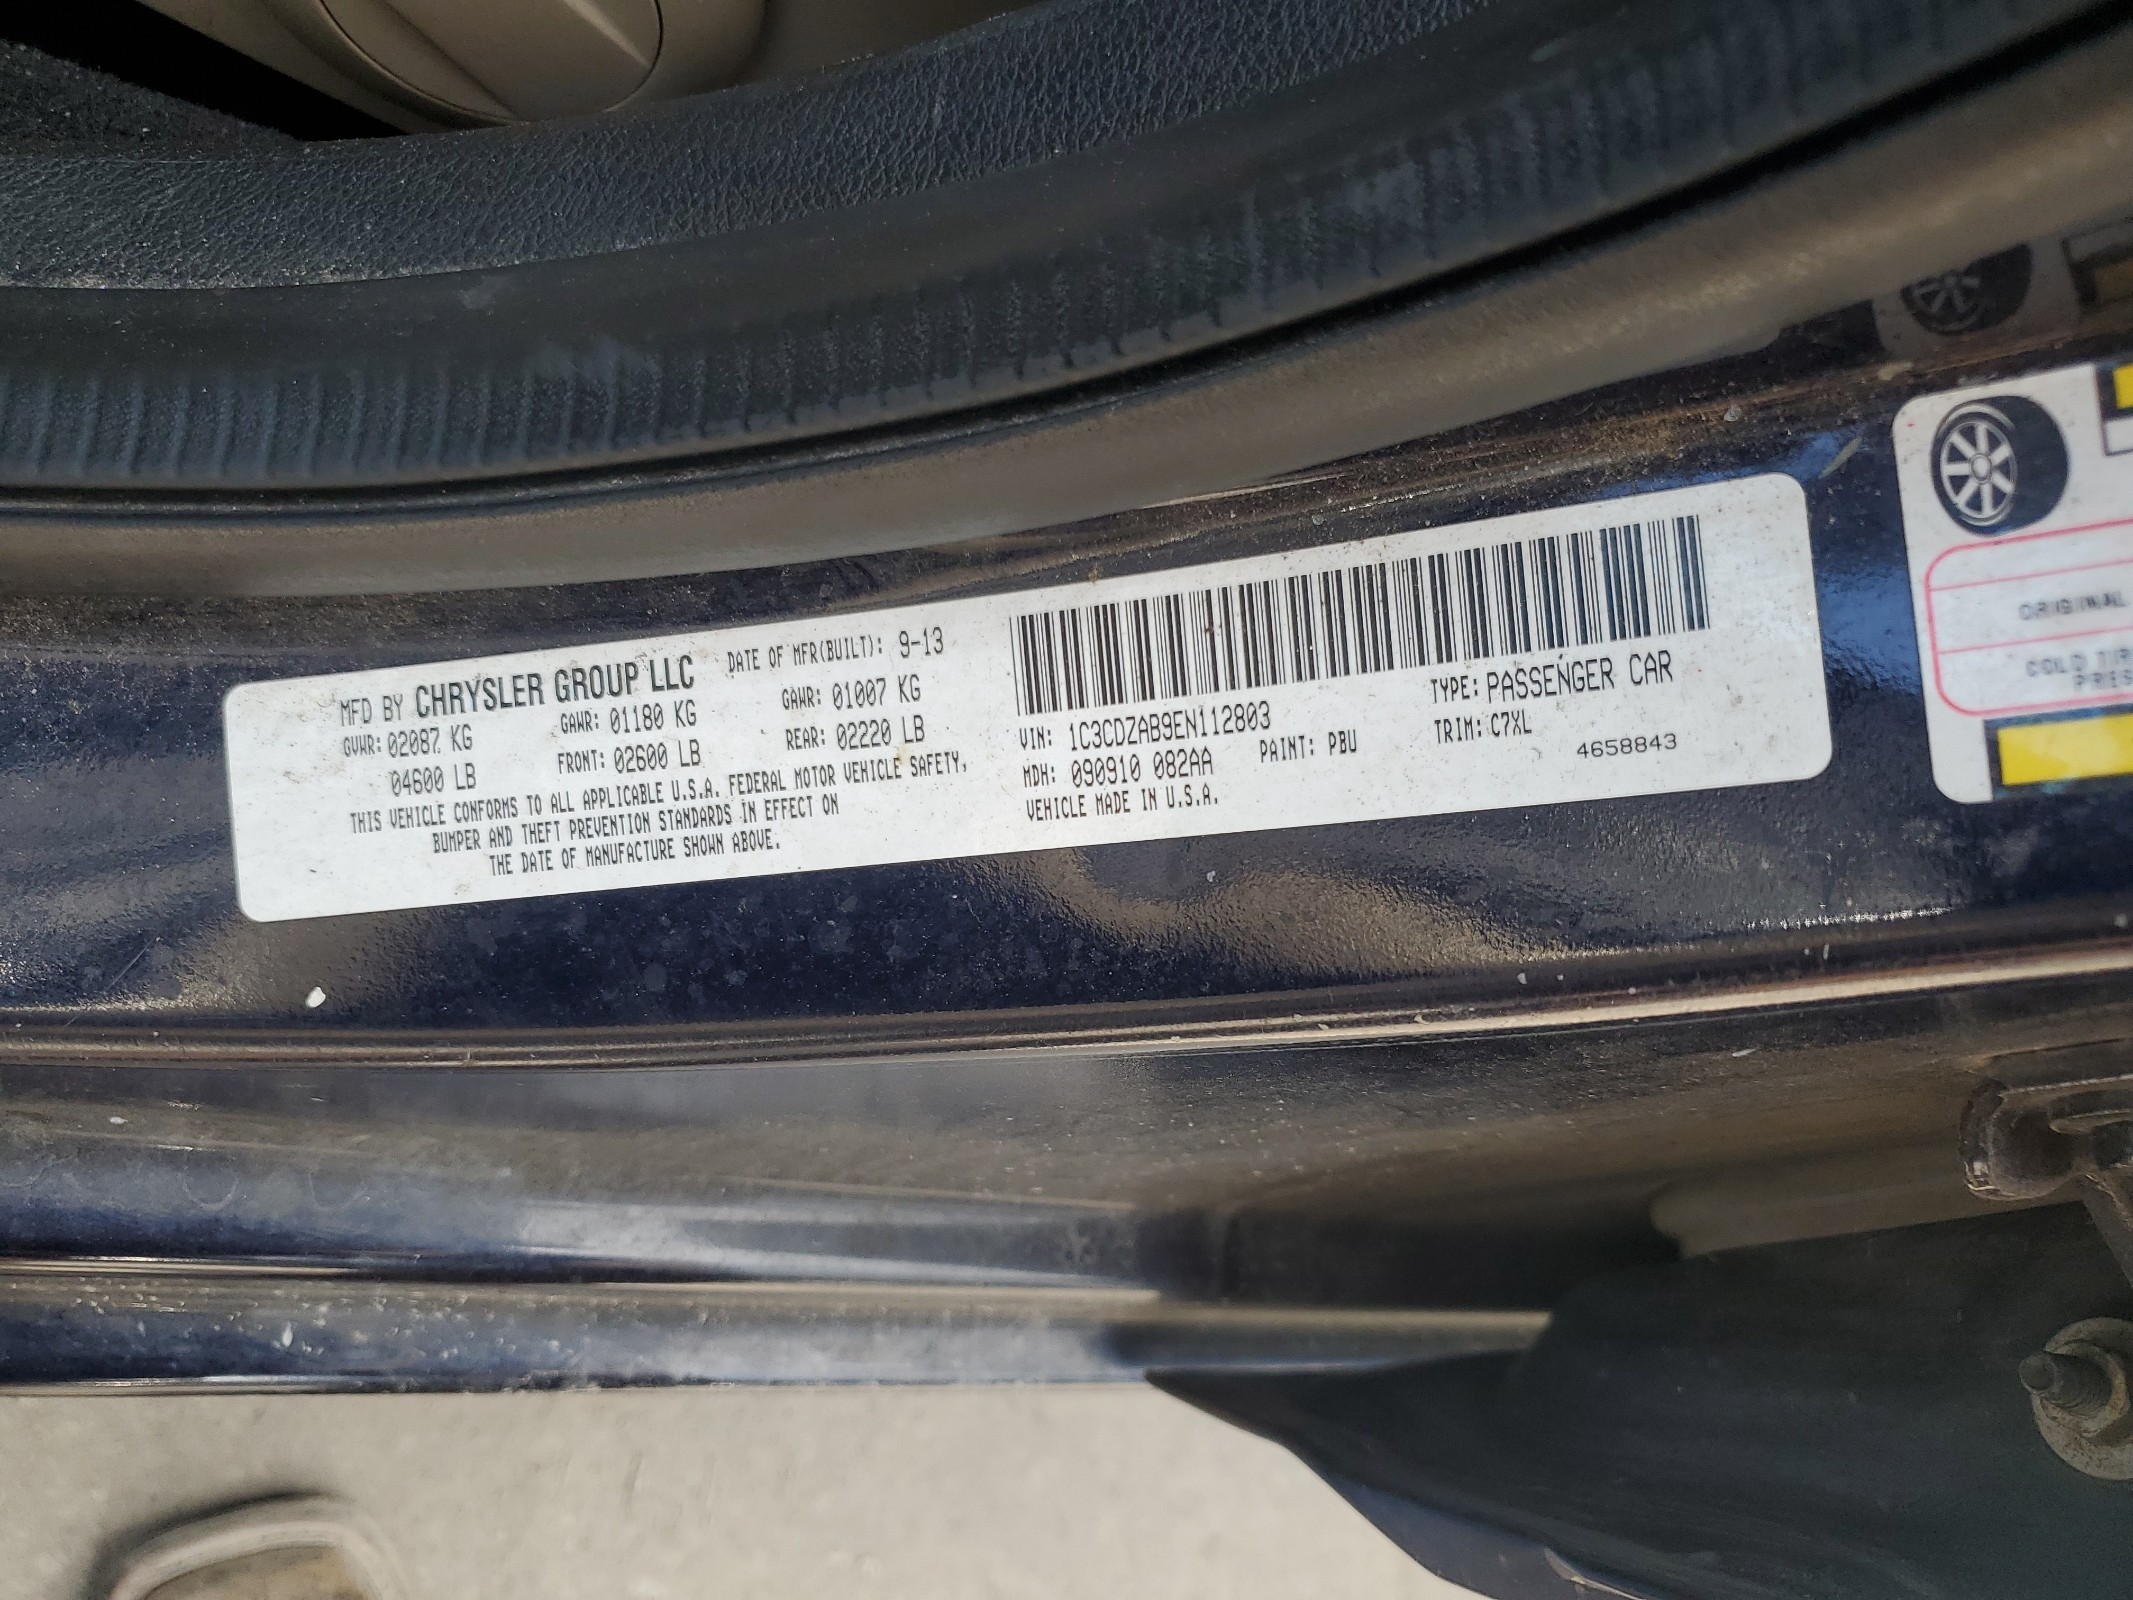 MFD BY CHRYSLER GROUP LLC DATE OF MFR(BUILT): 9-13
GVWR: 02087 KG GAWR: 01180 KG GAWR: 01007 KG
04600 LB FRONT: 02600 LB REAR: 02220 LB
THIS VEHICLE CONFORMS TO ALL APPLICABLE U.S.A. FEDERAL MOTOR VEHICLE SAFETY,
BUMPER AND THEFT PREVENTION STANDARDS IN EFFECT ON
THE DATE OF MANUFACTURE SHOWN ABOVE.
VIN: 1C3CDZAB9EN112803 TYPE: PASSENGER CAR
MDH: 090910 082AA PAINT: PBU TRIM: C7XL
VEHICLE MADE IN U.S.A. 4658843
ORIGINAL
COLD TIR
PRES